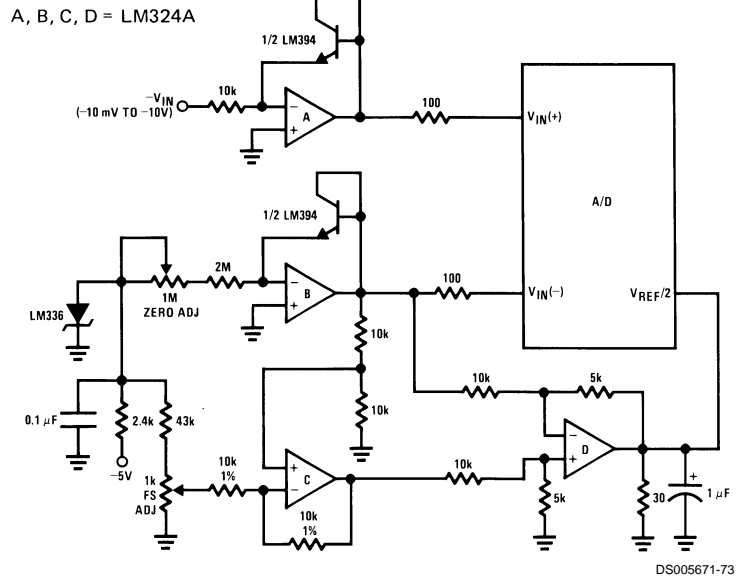 A, B, C, D = LM324A
1/2 LM394
10k
−VIN
(−10 mV TO −10V)
−
+
A
100
VIN(+)
A/D
1/2 LM394
2M
1M
ZERO ADJ
−
+
B
100
VIN(−)
VREF/2
LM336
10k
10k
5k
0.1 μF
2.4k
43k
10k
−
+
D
−5V
1k
FS
ADJ
10k
1%
+
−
C
10k
5k
30
+
1 μF
10k
1%
DS005671-73